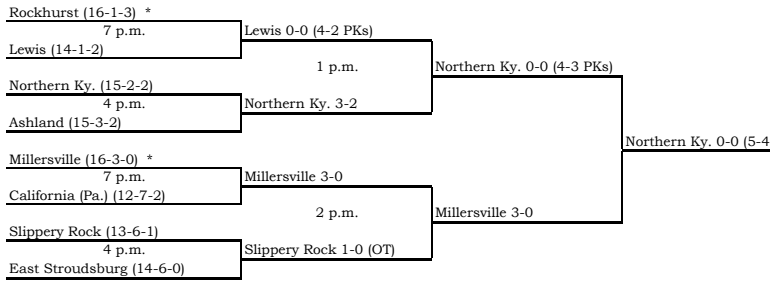 Rockhurst (16-1-3) *
7 p.m.
Lewis (14-1-2)
Lewis 0-0 (4-2 PKs)
1 p.m.
Northern Ky. 0-0 (4-3 PKs)
Northern Ky. (15-2-2)
4 p.m.
Northern Ky. 3-2
Ashland (15-3-2)
Northern Ky. 0-0 (5-4
Millersville (16-3-0) *
7 p.m.
Millersville 3-0
California (Pa.) (12-7-2)
2 p.m.
Millersville 3-0
Slippery Rock (13-6-1)
4 p.m.
Slippery Rock 1-0 (OT)
East Stroudsburg (14-6-0)